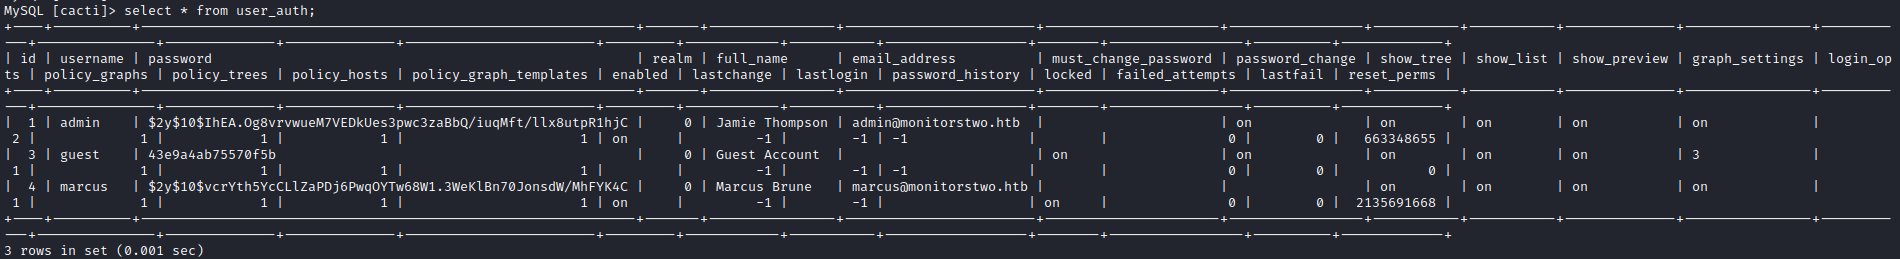 MySQL [cacti]> select * from user_auth;
+----+----------+--------------------------------------------------------------+-------+----------------+------------------------+----------------------+-----------------+-----------+-----------+--------------+----------------+---------
---+---------------+--------------+--------------+------------------------+---------+------------+-----------+------------------+--------+-----------------+----------+-------------+
| id | username | password | realm | full_name | email_address | must_change_password | password_change | show_tree | show_list | show_preview | graph_settings | login_op
ts | policy_graphs | policy_trees | policy_hosts | policy_graph_templates | enabled | lastchange | lastlogin | password_history | locked | failed_attempts | lastfail | reset_perms |
+----+----------+--------------------------------------------------------------+-------+----------------+------------------------+----------------------+-----------------+-----------+-----------+--------------+----------------+---------
---+---------------+--------------+--------------+------------------------+---------+------------+-----------+------------------+--------+-----------------+----------+-------------+
| 1 | admin | $2y$10$IhEA.Og8vrvwueM7VEDkUes3pwc3zaBbQ/iuqMft/llx8utpR1hjC | 0 | Jamie Thompson | admin@monitorstwo.htb | | on | on | on | on | on |
2 | 1 | 1 | 1 | 1 | on | -1 | -1 | -1 | | 0 | 0 | 663348655 |
| 3 | guest | 43e9a4ab75570f5b | 0 | Guest Account | | on | on | on | on | on | 3 |
1 | 1 | 1 | 1 | 1 | | -1 | -1 | -1 | | 0 | 0 | 0 |
| 4 | marcus | $2y$10$vcrYth5YcCLlZaPDj6PwqOYTw68W1.3WeKlBn70JonsdW/MhFYK4C | 0 | Marcus Brune | marcus@monitorstwo.htb | | | on | on | on | on |
1 | 1 | 1 | 1 | 1 | on | -1 | -1 | | on | 0 | 0 | 2135691668 |
+----+----------+--------------------------------------------------------------+-------+----------------+------------------------+----------------------+-----------------+-----------+-----------+--------------+----------------+---------
---+---------------+--------------+--------------+------------------------+---------+------------+-----------+------------------+--------+-----------------+----------+-------------+
3 rows in set (0.001 sec)